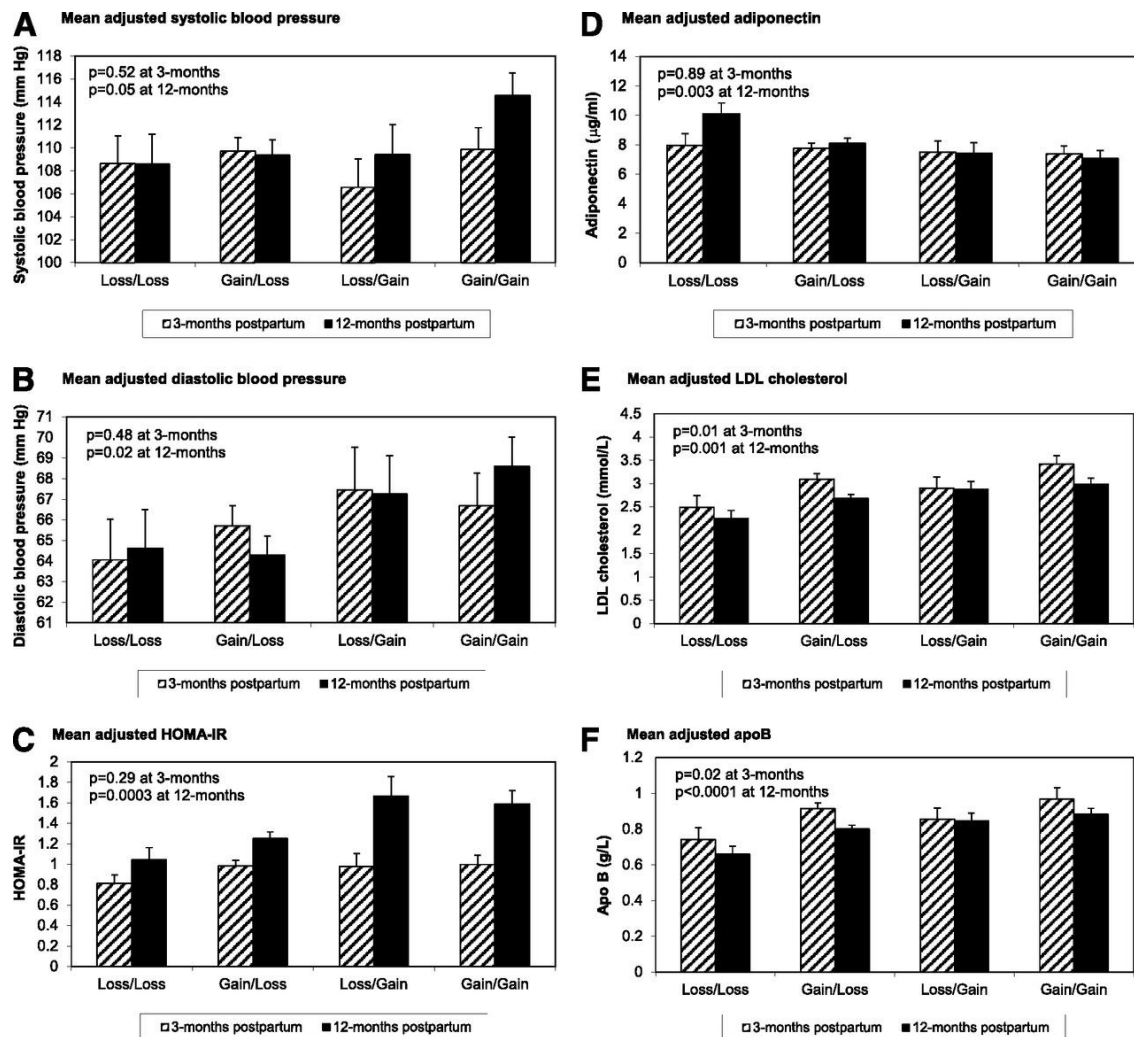 A Mean adjusted systolic blood pressure
Systolic blood pressure (mm Hg)
118
116
114
112
110
108
106
104
102
100
p=0.52 at 3-months
p=0.05 at 12-months
Loss/Loss Gain/Loss Loss/Gain Gain/Gain
3-months postpartum 12-months postpartum
B Mean adjusted diastolic blood pressure
Diastolic blood pressure (mm Hg)
71
70
69
68
67
66
65
64
63
62
61
p=0.48 at 3-months
p=0.02 at 12-months
Loss/Loss Gain/Loss Loss/Gain Gain/Gain
3-months postpartum 12-months postpartum
C Mean adjusted HOMA-IR
HOMA-IR
2
1.8
1.6
1.4
1.2
1
0.8
0.6
0.4
0.2
0
p=0.29 at 3-months
p=0.0003 at 12-months
Loss/Loss Gain/Loss Loss/Gain Gain/Gain
3-months postpartum 12-months postpartum
D Mean adjusted adiponectin
Adiponectin (µg/ml)
14
12
10
8
6
4
2
0
p=0.89 at 3-months
p=0.003 at 12-months
Loss/Loss Gain/Loss Loss/Gain Gain/Gain
3-months postpartum 12-months postpartum
E Mean adjusted LDL cholesterol
LDL cholesterol (mmol/L)
4.5
4
3.5
3
2.5
2
1.5
1
0.5
0
p=0.01 at 3-months
p=0.001 at 12-months
Loss/Loss Gain/Loss Loss/Gain Gain/Gain
3-months postpartum 12-months postpartum
F Mean adjusted apoB
Apo B (g/L)
1.2
1
0.8
0.6
0.4
0.2
0
p=0.02 at 3-months
p<0.0001 at 12-months
Loss/Loss Gain/Loss Loss/Gain Gain/Gain
3-months postpartum 12-months postpartum